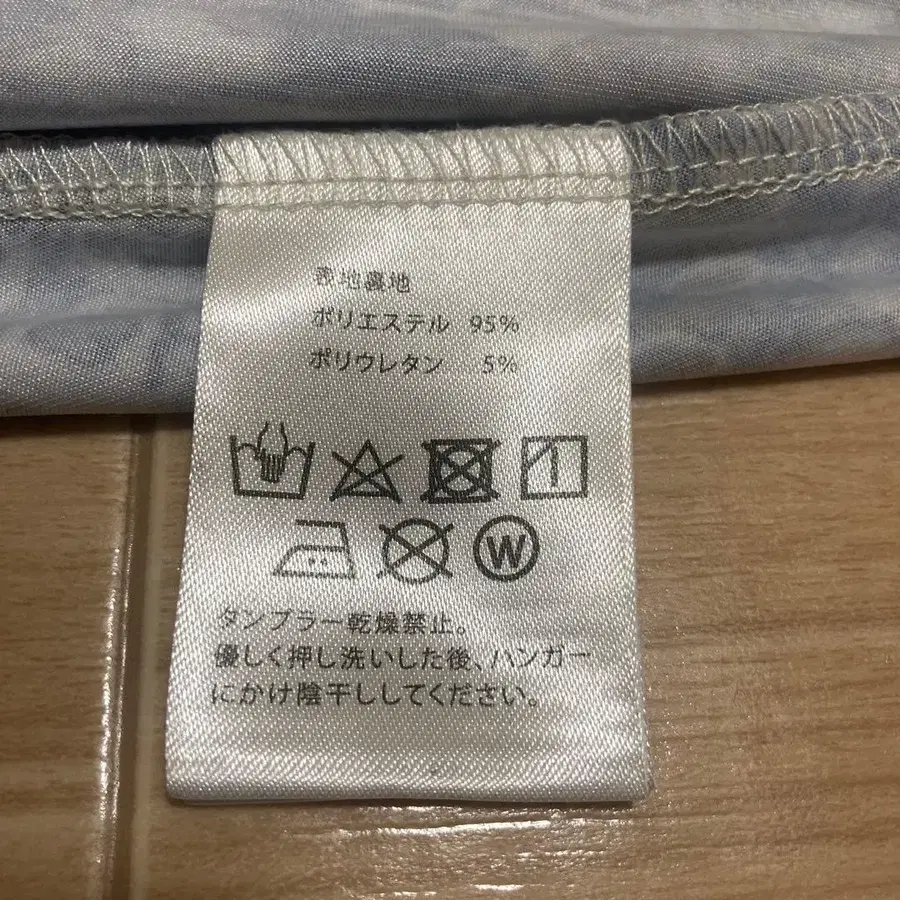 表地裏地
ポリエステル 95%
ポリウレタン 5%
W
タンブラー乾燥禁止。
優しく押し洗いした後、ハンガー
にかけ陰干ししてください。